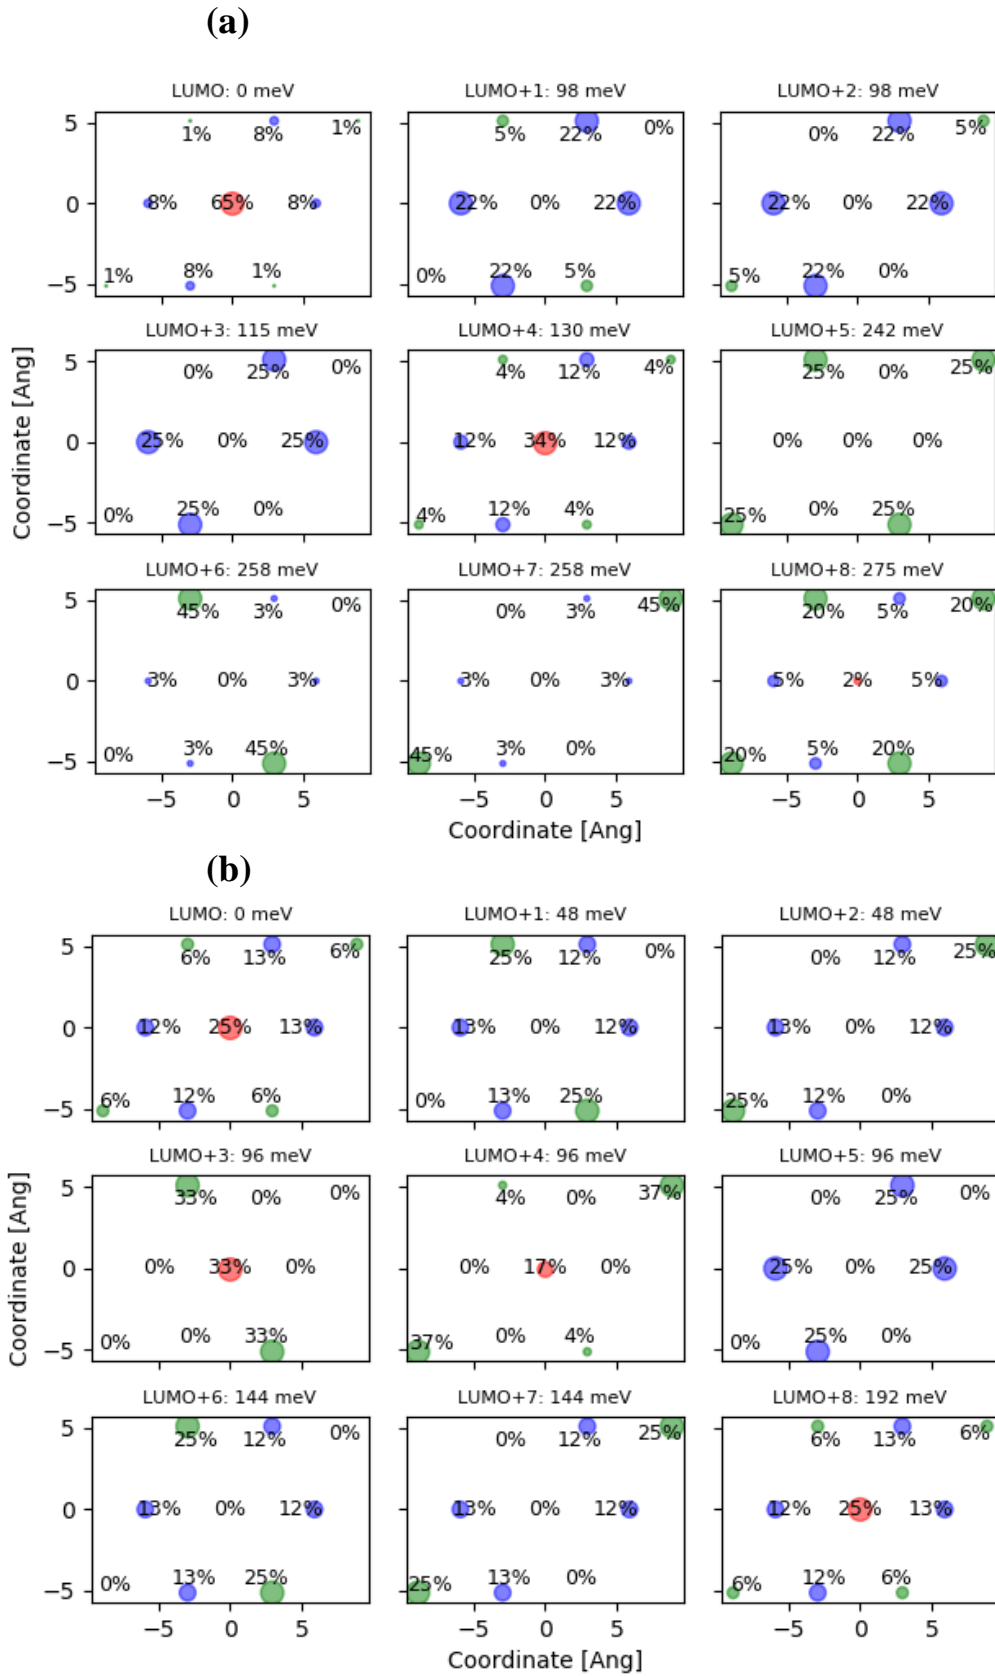 (a)
LUMO: 0 meV LUMO+1: 98 meV LUMO+2: 98 meV
5 1% 8% 1% 5% 22% 0% 0% 22% 5%
0 8% 65% 8% 22% 0% 22% 22% 0% 22%
−5 1% 8% 1% 0% 22% 5% 5% 22% 0%
LUMO+3: 115 meV LUMO+4: 130 meV LUMO+5: 242 meV
5 0% 25% 0% 4% 12% 4% 25% 0% 25%
0 25% 0% 25% 12% 34% 12% 0% 0% 0%
−5 0% 25% 0% 4% 12% 4% 25% 0% 25%
Coordinate [Ang]
LUMO+6: 258 meV LUMO+7: 258 meV LUMO+8: 275 meV
5 45% 3% 0% 0% 3% 45% 20% 5% 20%
0 3% 0% 3% 3% 0% 3% 5% 2% 5%
−5 0% 3% 45% 45% 3% 0% 20% 5% 20%
−5 0 5 −5 0 5 −5 0 5
Coordinate [Ang]
(b)
LUMO: 0 meV LUMO+1: 48 meV LUMO+2: 48 meV
5 6% 13% 6% 25% 12% 0% 0% 12% 25%
0 12% 25% 13% 13% 0% 12% 13% 0% 12%
−5 6% 12% 6% 0% 13% 25% 25% 12% 0%
LUMO+3: 96 meV LUMO+4: 96 meV LUMO+5: 96 meV
5 33% 0% 0% 4% 0% 37% 0% 25% 0%
0 0% 33% 0% 0% 17% 0% 25% 0% 25%
−5 0% 0% 33% 37% 0% 4% 0% 25% 0%
Coordinate [Ang]
LUMO+6: 144 meV LUMO+7: 144 meV LUMO+8: 192 meV
5 25% 12% 0% 0% 12% 25% 6% 13% 6%
0 13% 0% 12% 13% 0% 12% 12% 25% 13%
−5 0% 13% 25% 25% 13% 0% 6% 12% 6%
−5 0 5 −5 0 5 −5 0 5
Coordinate [Ang]